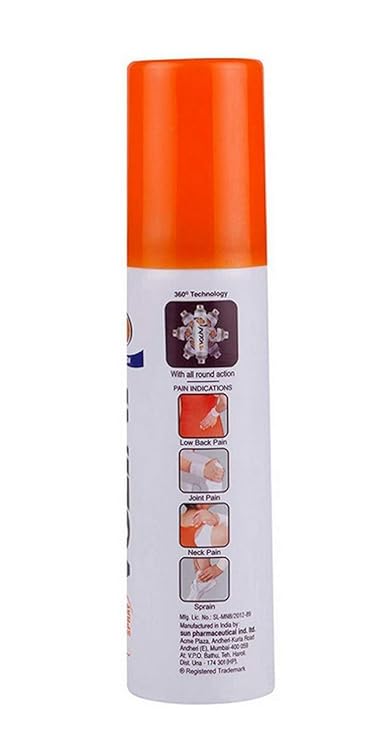 360° Technology
With all round action
PAIN INDICATIONS
Low Back Pain
Joint Pain
Neck Pain
Sprain
Mfg. Lic. No.: SL-MNB/2012-89
Manufactured in India by
sun pharmaceutical ind. ltd.
Acme Plaza, Andheri-Kurla Road
Andheri (E), Mumbai-400 059
At: V.P.O. Bathu, Teh. Haroli.
Dist. Una - 174 301(HP).
® Registered Trademark
SPRAY